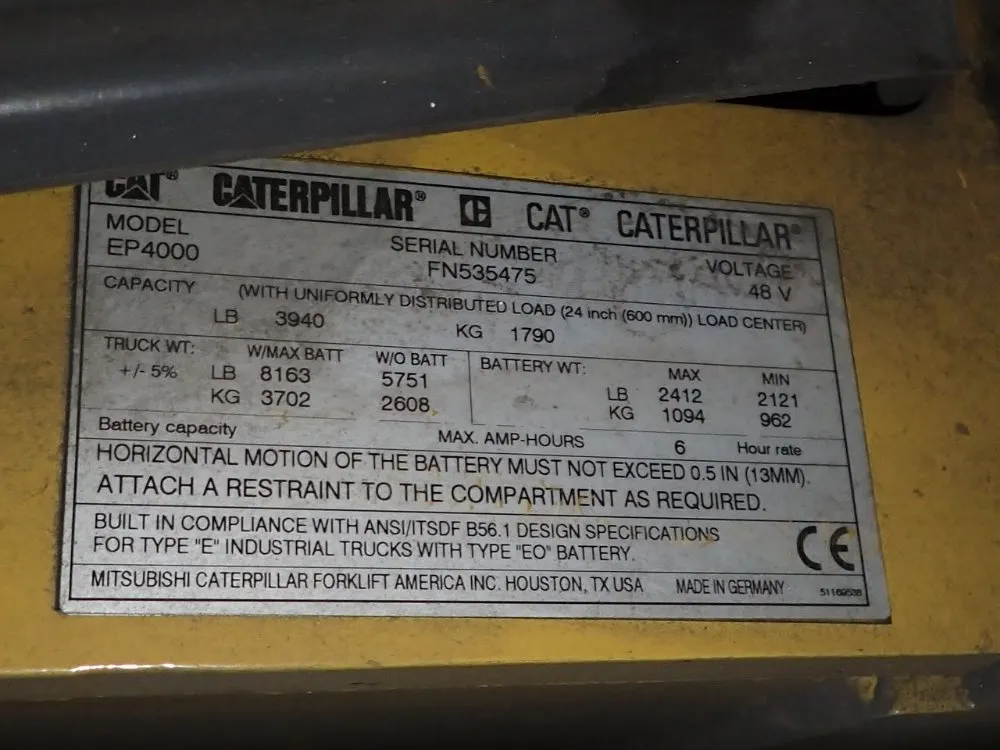 CAT® CATERPILLAR® CAT® CATERPILLAR®
MODEL SERIAL NUMBER VOLTAGE
EP4000 FN535475 48 V
CAPACITY (WITH UNIFORMLY DISTRIBUTED LOAD (24 inch (600 mm)) LOAD CENTER)
LB 3940 KG 1790
TRUCK WT: W/MAX BATT W/O BATT BATTERY WT: MAX MIN
+/- 5% LB 8163 5751 LB 2412 2121
KG 3702 2608 KG 1094 962
Battery capacity MAX. AMP-HOURS 6 Hour rate
HORIZONTAL MOTION OF THE BATTERY MUST NOT EXCEED 0.5 IN (13MM).
ATTACH A RESTRAINT TO THE COMPARTMENT AS REQUIRED.
BUILT IN COMPLIANCE WITH ANSI/ITSDF B56.1 DESIGN SPECIFICATIONS
FOR TYPE "E" INDUSTRIAL TRUCKS WITH TYPE "EO" BATTERY. CE
MITSUBISHI CATERPILLAR FORKLIFT AMERICA INC. HOUSTON, TX USA MADE IN GERMANY